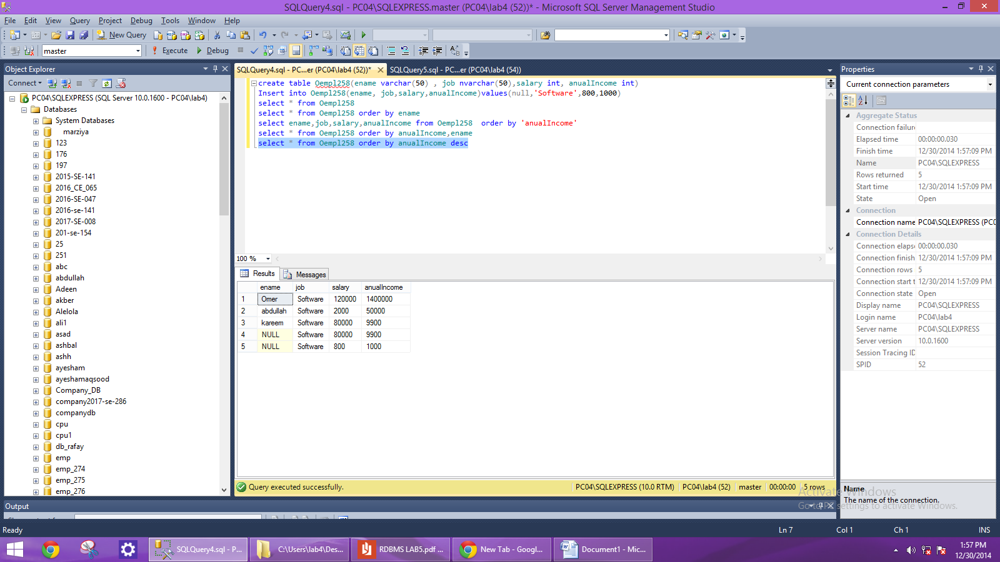 SQLQuery4.sql - PC04\SQLEXPRESS.master (PC04\lab4 (52))* - Microsoft SQL Server Management Studio
File Edit View Query Project Debug Tools Window Help
New Query
master Execute Debug
Object Explorer
Connect
PC04\SQLEXPRESS (SQL Server 10.0.1600 - PC04\lab4)
Databases
System Databases
marziya
123
176
197
2015-SE-141
2016_CE_065
2016-SE-047
2016-se-141
2017-SE-008
201-se-154
25
251
abc
abdullah
Adeen
akber
Alelola
ali1
asad
ashbal
ashh
ayesham
ayeshamaqsood
Company_DB
company2017-se-286
companydb
cpu
cpu1
db_rafay
emp
emp_274
emp_275
emp_276
SQLQuery4.sql - PC...er (PC04\lab4 (52))* SQLQuery5.sql - PC...er (PC04\lab4 (54))
create table Oempl258(ename varchar(50) , job nvarchar(50),salary int, anualIncome int)
Insert into Oempl258(ename, job,salary,anualIncome)values(null,'Software',800,1000)
select * from Oempl258
select * from Oempl258 order by ename
select ename,job,salary,anualIncome from Oempl258  order by 'anualIncome'
select * from Oempl258 order by anualIncome,ename
select * from Oempl258 order by anualIncome desc
100 %
Results Messages
ename job salary anualIncome
1 Omer Software 120000 1400000
2 abdullah Software 2000 50000
3 kareem Software 80000 9900
4 NULL Software 80000 9900
5 NULL Software 800 1000
Query executed successfully. PC04\SQLEXPRESS (10.0 RTM) PC04\lab4 (52) master 00:00:00 5 rows
Properties
Current connection parameters
Aggregate Status
Connection failure
Elapsed time 00:00:00.030
Finish time 12/30/2014 1:57:09 PM
Name PC04\SQLEXPRESS
Rows returned 5
Start time 12/30/2014 1:57:09 PM
State Open
Connection
Connection name PC04\SQLEXPRESS (PC0
Connection Details
Connection elaps 00:00:00.030
Connection finish 12/30/2014 1:57:09 PM
Connection rows 5
Connection start t 12/30/2014 1:57:09 PM
Connection state Open
Display name PC04\SQLEXPRESS
Login name PC04\lab4
Server name PC04\SQLEXPRESS
Server version 10.0.1600
Session Tracing ID
SPID 52
Name
The name of the connection.
Activate Windows
Go to PC settings to activate Windows.
Output
Ready Ln 7 Col 1 Ch 1 INS
SQLQuery4.sql - P... C:\Users\lab4\Des... RDBMS LAB5.pdf ... New Tab - Googl... Document1 - Mic...
1:57 PM
12/30/2014